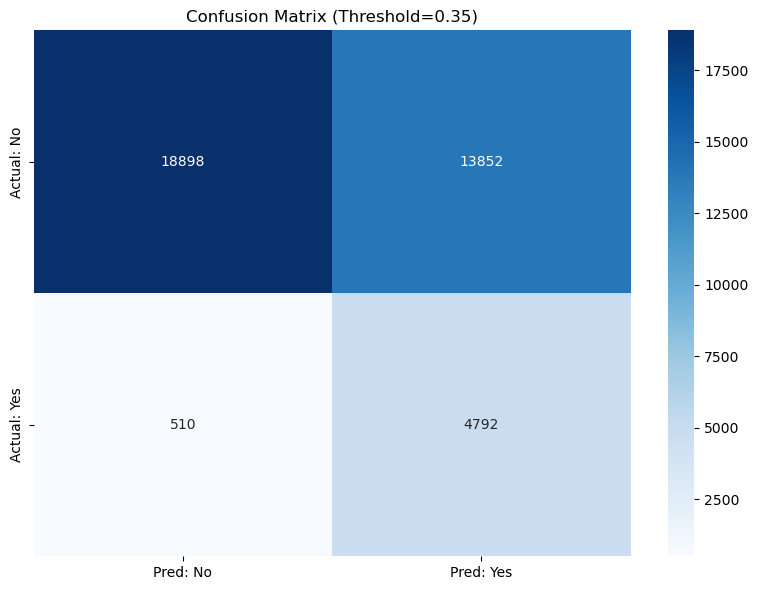 Confusion Matrix (Threshold=0.35)
Actual: No
18898
13852
Actual: Yes
510
4792
Pred: No
Pred: Yes
17500
15000
12500
10000
7500
5000
2500